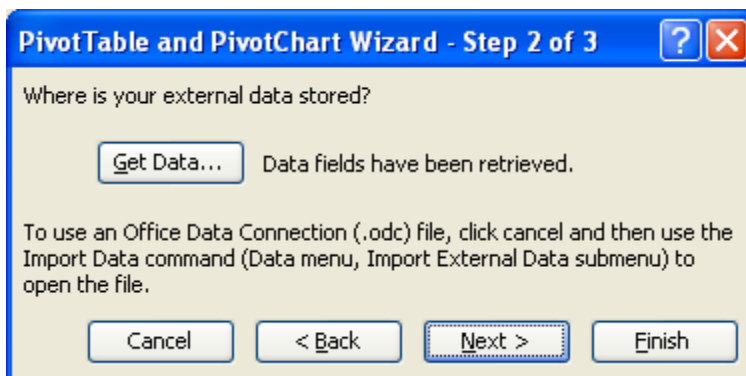 PivotTable and PivotChart Wizard - Step 2 of 3
?
Where is your external data stored?
Get Data... Data fields have been retrieved.
To use an Office Data Connection (.odc) file, click cancel and then use the
Import Data command (Data menu, Import External Data submenu) to
open the file.
Cancel < Back Next > Finish